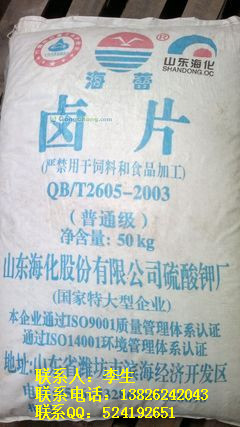 山东海化
SHANDONG.OC
海蕾
卤片
(严禁用于饲料和食品加工)
QB/T2605-2003
(普通级)
净含量: 50kg
山东海化股份有限公司硫酸钾厂
(国家特大型企业)
本企业通过ISO9001质量管理体系认证
通过ISO14001环境管理体系认证
地址:山东省潍坊市滨海经济开发区
联系人：李生
联系电话：13826242043
联系QQ：524192651